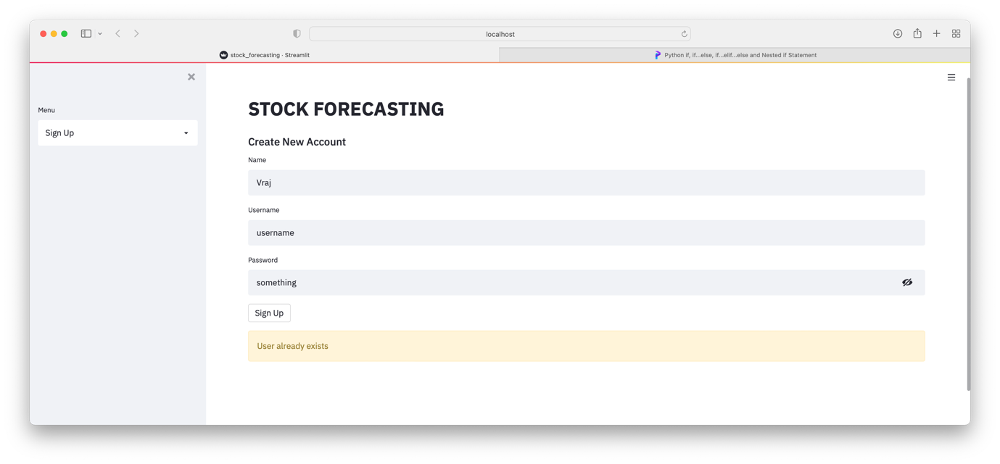 localhost
stock_forecasting · Streamlit
Python if, if...else, if...elif...else and Nested if Statement
Menu
Sign Up
STOCK FORECASTING
Create New Account
Name
Vraj
Username
username
Password
something
Sign Up
User already exists